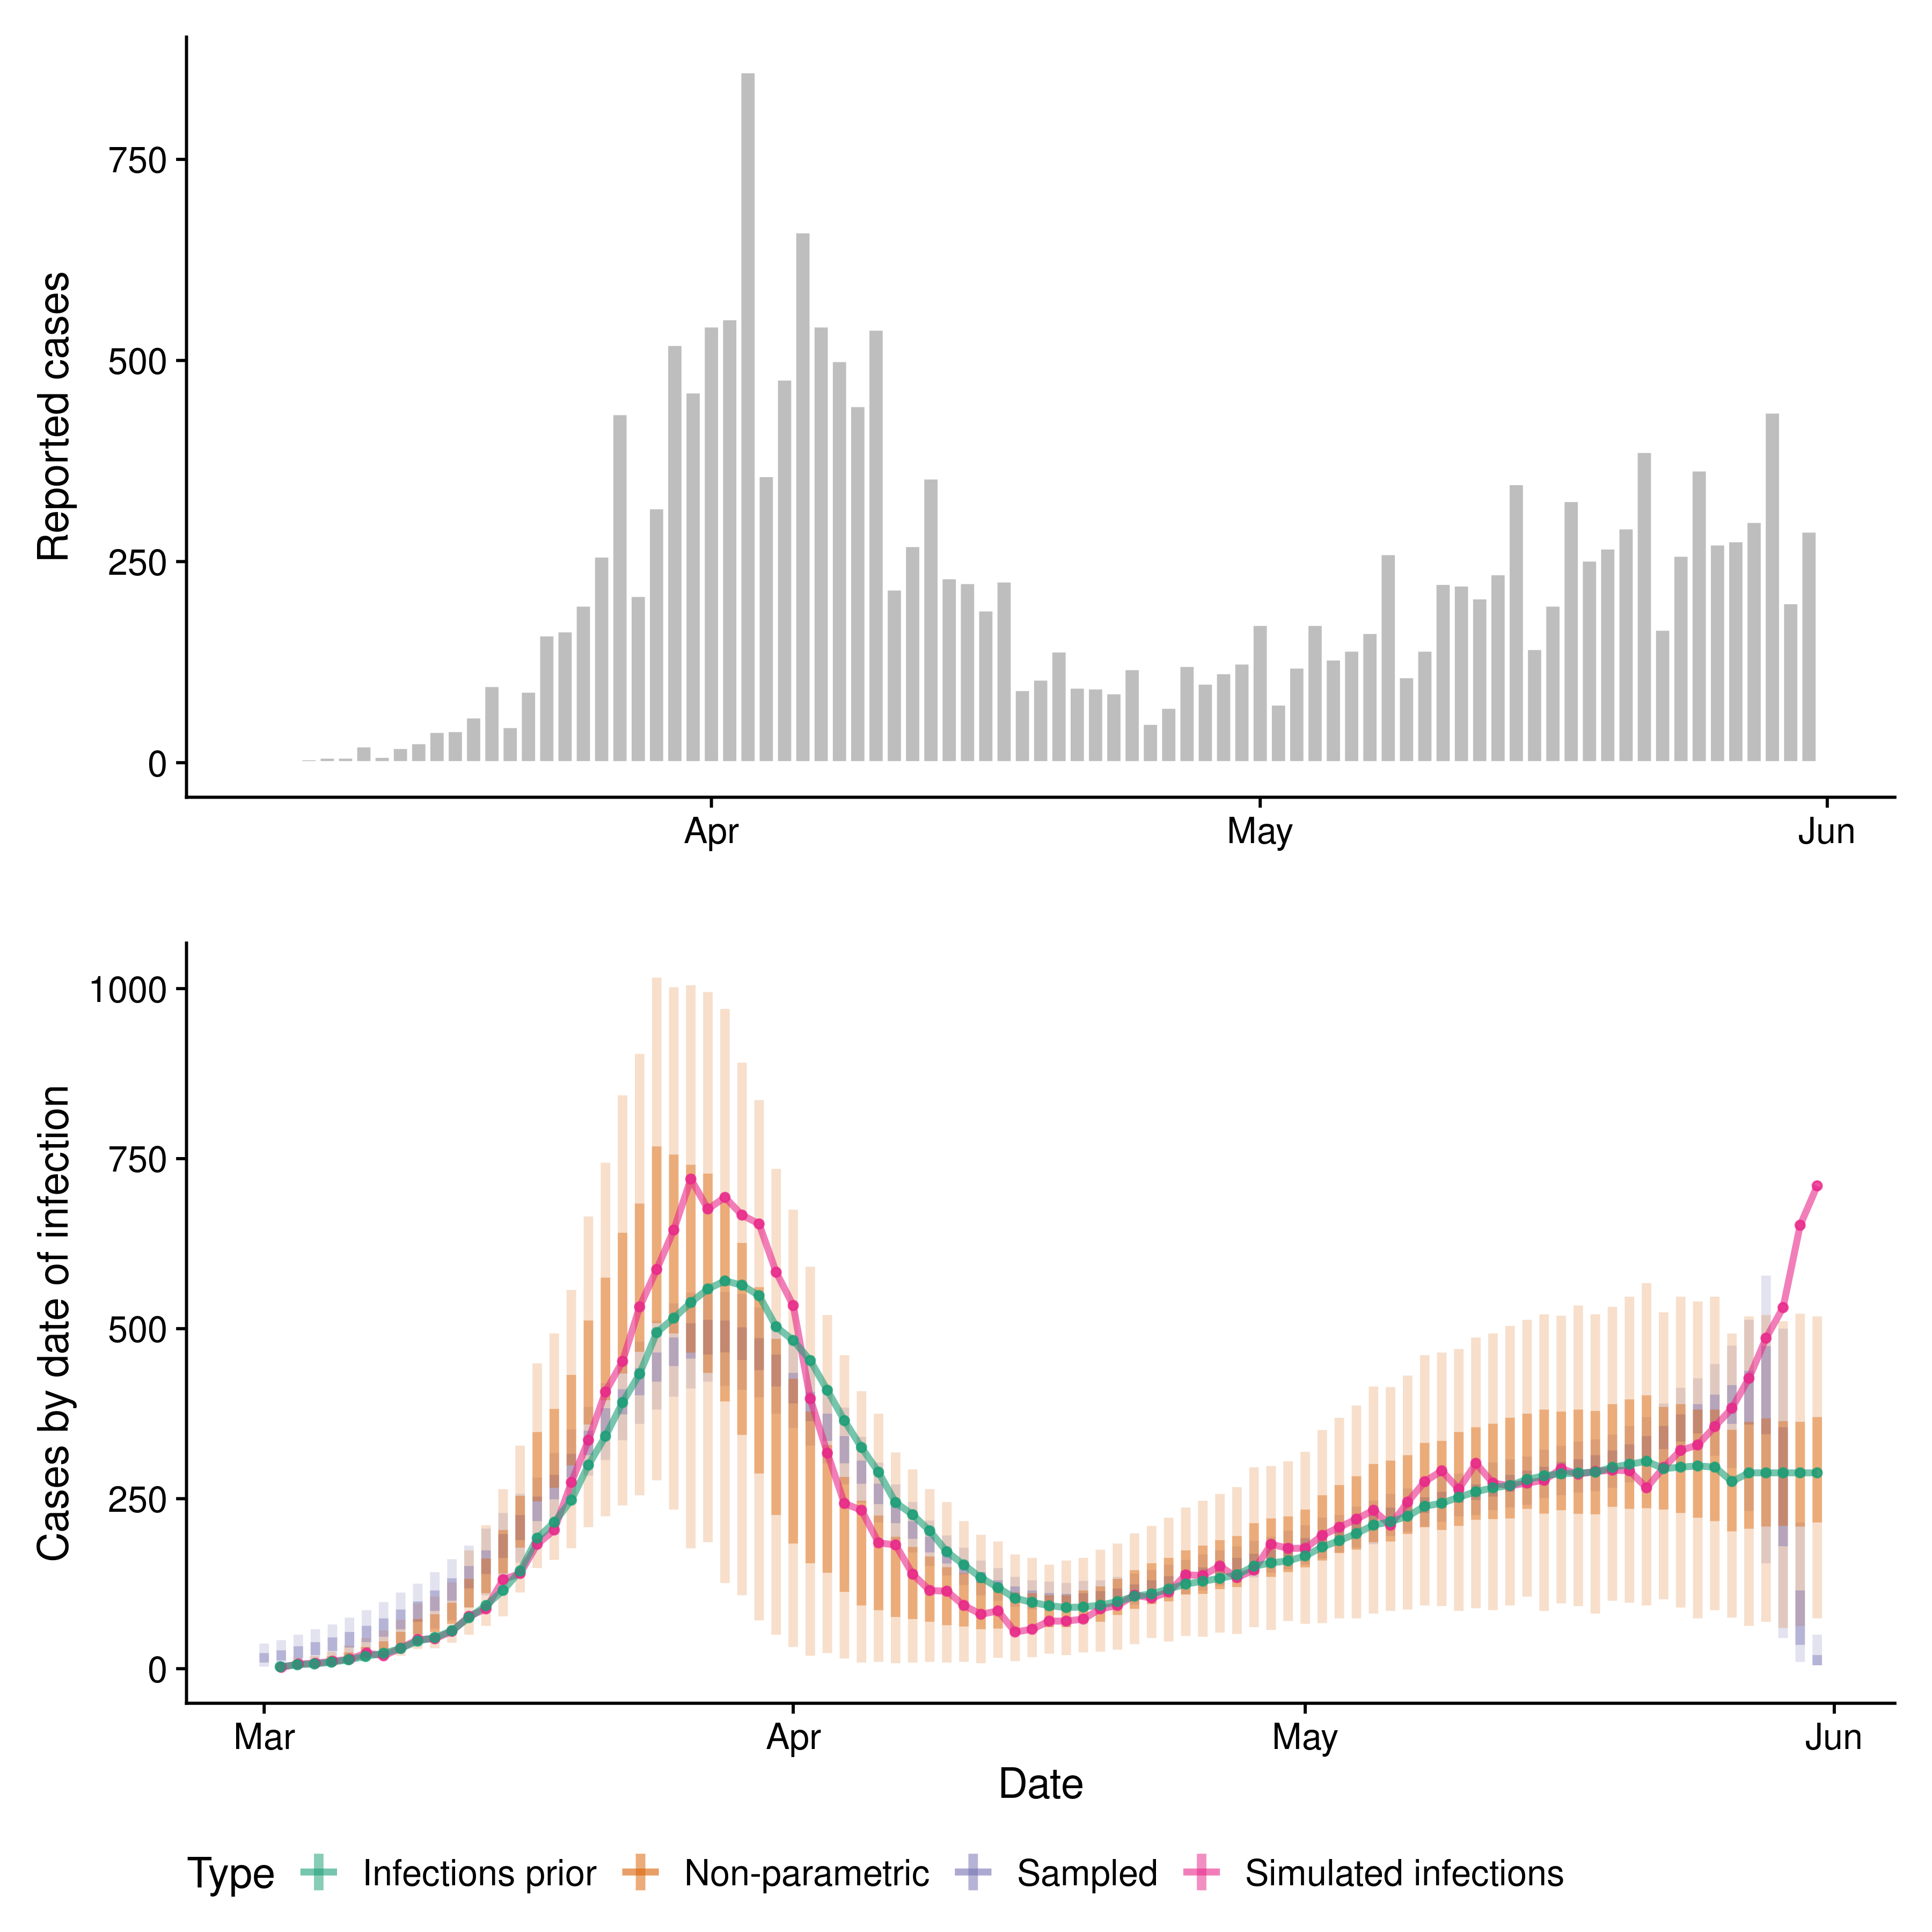 Reported cases
750
500
250
0
Apr May Jun
Cases by date of infection
1000
750
500
250
0
Mar Apr May Jun
Date
Type Infections prior Non-parametric Sampled Simulated infections